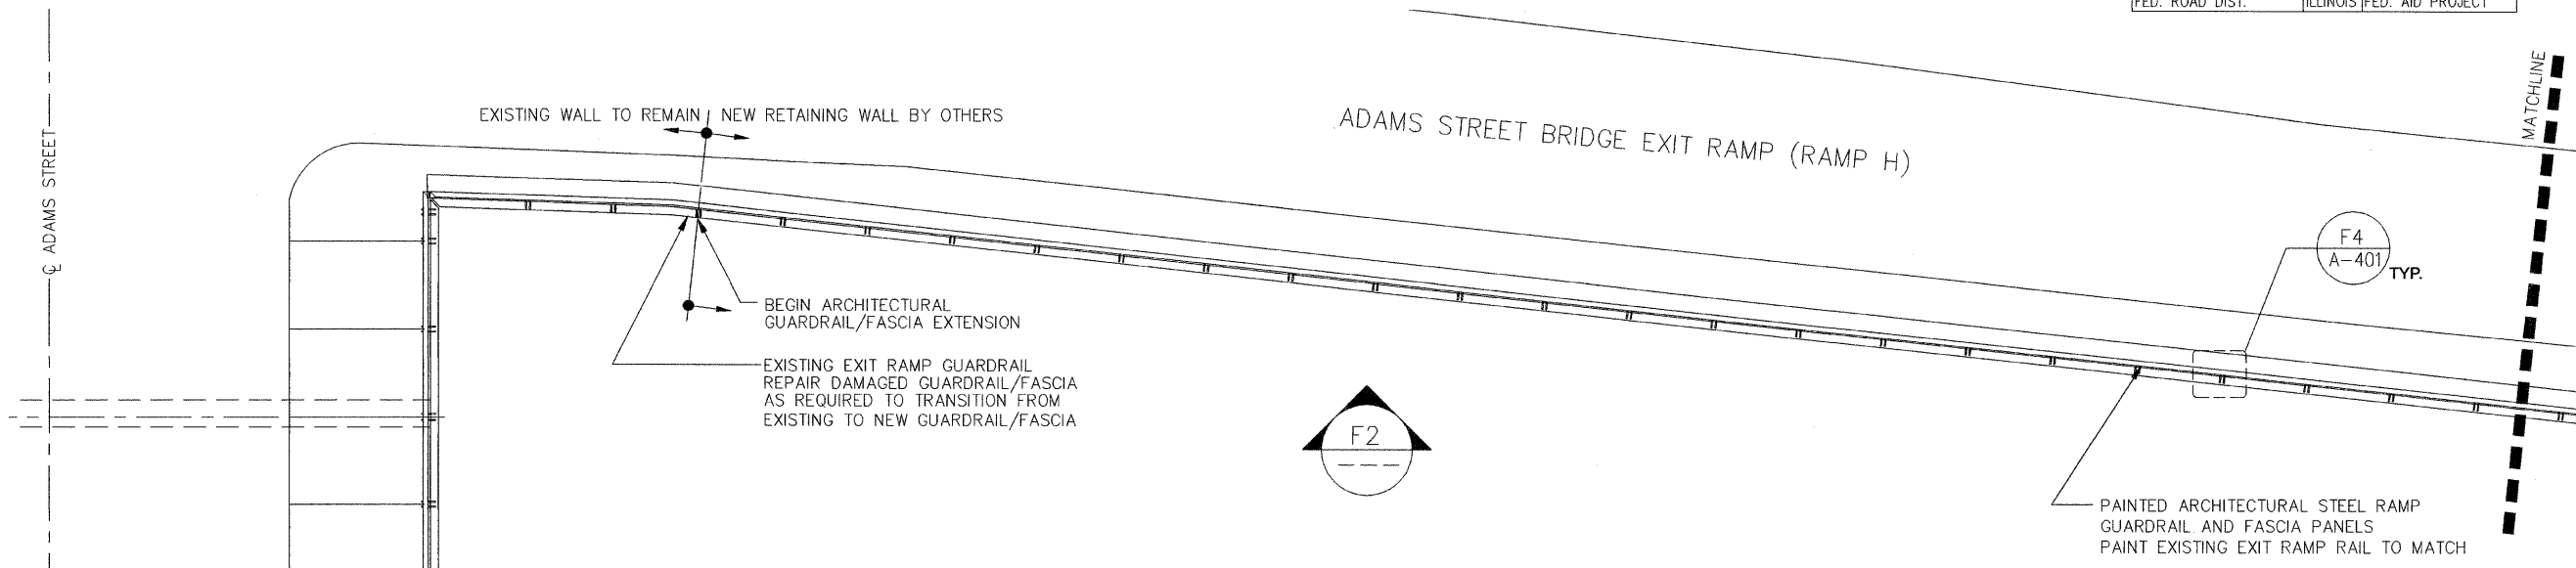 FED. ROAD DIST. ILLINOIS FED. AID PROJECT
MATCHLINE
EXISTING WALL TO REMAIN NEW RETAINING WALL BY OTHERS
ADAMS STREET BRIDGE EXIT RAMP (RAMP H)
℄ ADAMS STREET
F4
A-401
TYP.
BEGIN ARCHITECTURAL
GUARDRAIL/FASCIA EXTENSION
EXISTING EXIT RAMP GUARDRAIL
REPAIR DAMAGED GUARDRAIL/FASCIA
AS REQUIRED TO TRANSITION FROM
EXISTING TO NEW GUARDRAIL/FASCIA
F2
---
PAINTED ARCHITECTURAL STEEL RAMP
GUARDRAIL AND FASCIA PANELS
PAINT EXISTING EXIT RAMP RAIL TO MATCH